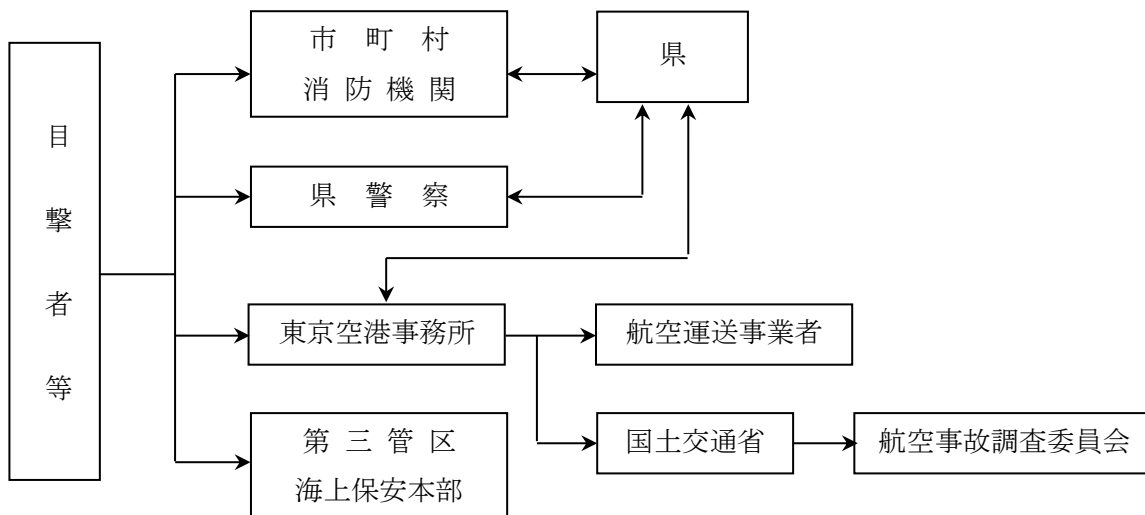 目撃者等
市町村
消防機関
県
県警察
東京空港事務所
航空運送事業者
第三管区
海上保安本部
国土交通省
航空事故調査委員会